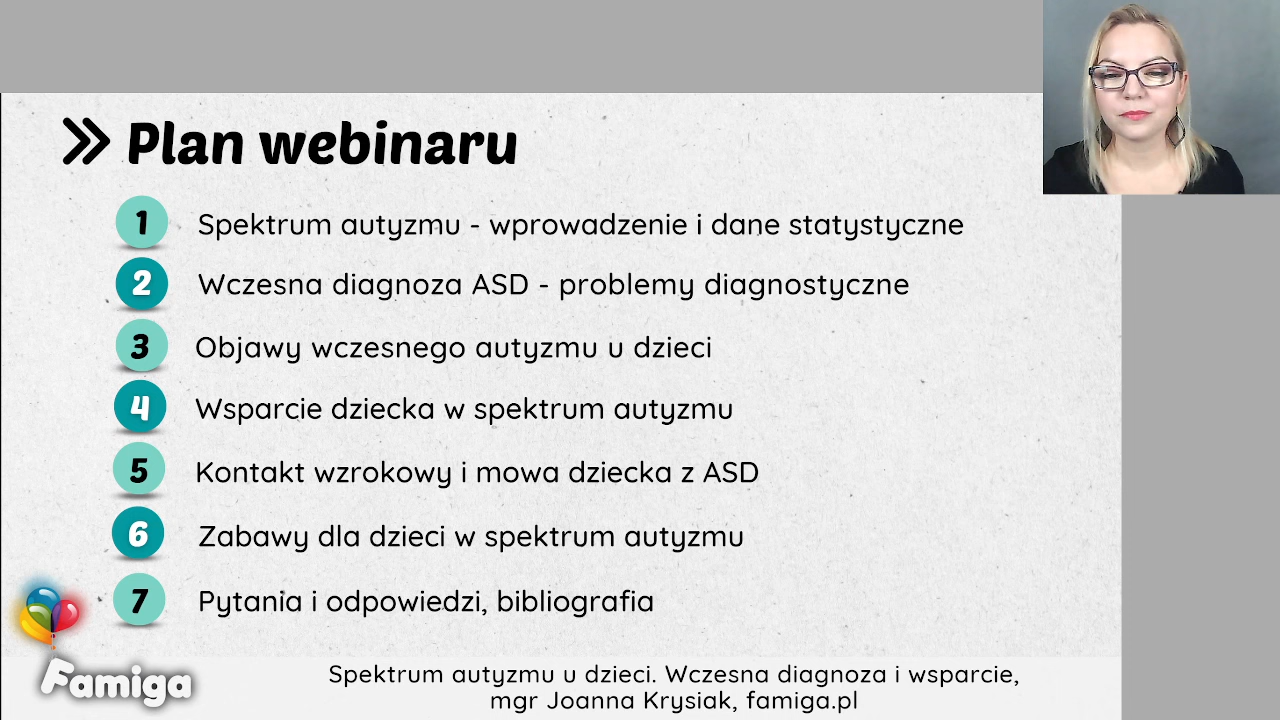 Plan webinaru
1 Spektrum autyzmu - wprowadzenie i dane statystyczne
2 Wczesna diagnoza ASD - problemy diagnostyczne
3 Objawy wczesnego autyzmu u dzieci
4 Wsparcie dziecka w spektrum autyzmu
5 Kontakt wzrokowy i mowa dziecka z ASD
6 Zabawy dla dzieci w spektrum autyzmu
7 Pytania i odpowiedzi, bibliografia
Famiga
Spektrum autyzmu u dzieci. Wczesna diagnoza i wsparcie,
mgr Joanna Krysiak, famiga.pl